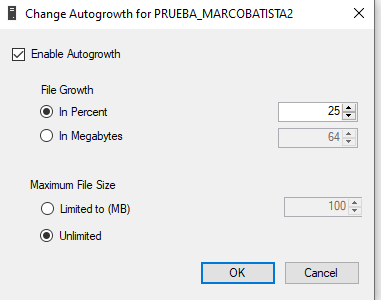 Change Autogrowth for PRUEBA_MARCOBATISTA2
Enable Autogrowth
File Growth
In Percent 25
In Megabytes 64
Maximum File Size
Limited to (MB) 100
Unlimited
OK Cancel